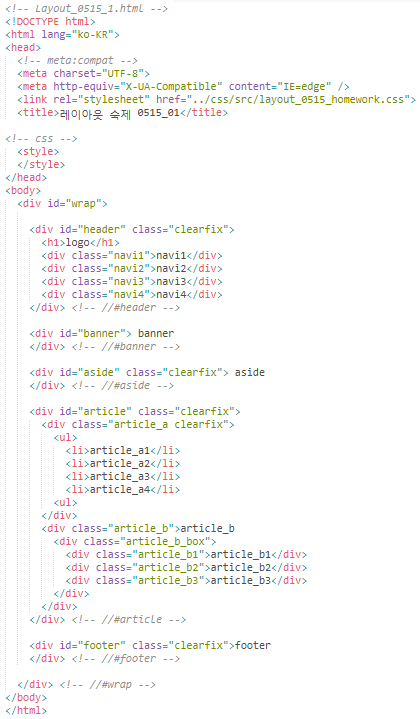 <!-- Layout_0515_1.html -->
<!DOCTYPE html>
<html lang="ko-KR">
<head>
<!-- meta:compat -->
<meta charset="UTF-8">
<meta http-equiv="X-UA-Compatible" content="IE=edge" />
<link rel="stylesheet" href="../css/src/layout_0515_homework.css">
<title>레이아웃 숙제 0515_01</title>
<!-- css -->
<style>
</style>
</head>
<body>
<div id="wrap">
<div id="header" class="clearfix">
<h1>logo</h1>
<div class="navi1">navi1</div>
<div class="navi2">navi2</div>
<div class="navi3">navi3</div>
<div class="navi4">navi4</div>
</div> <!-- //#header -->
<div id="banner"> banner
</div> <!-- //#banner -->
<div id="aside" class="clearfix"> aside
</div> <!-- //#aside -->
<div id="article" class="clearfix">
<div class="article_a clearfix">
<ul>
<li>article_a1</li>
<li>article_a2</li>
<li>article_a3</li>
<li>article_a4</li>
<ul>
</div>
<div class="article_b">article_b
<div class="article_b_box">
<div class="article_b1">article_b1</div>
<div class="article_b2">article_b2</div>
<div class="article_b3">article_b3</div>
</div>
</div>
</div> <!-- //#article -->
<div id="footer" class="clearfix">footer
</div> <!-- //#footer -->
</div> <!-- //#wrap -->
</body>
</html>